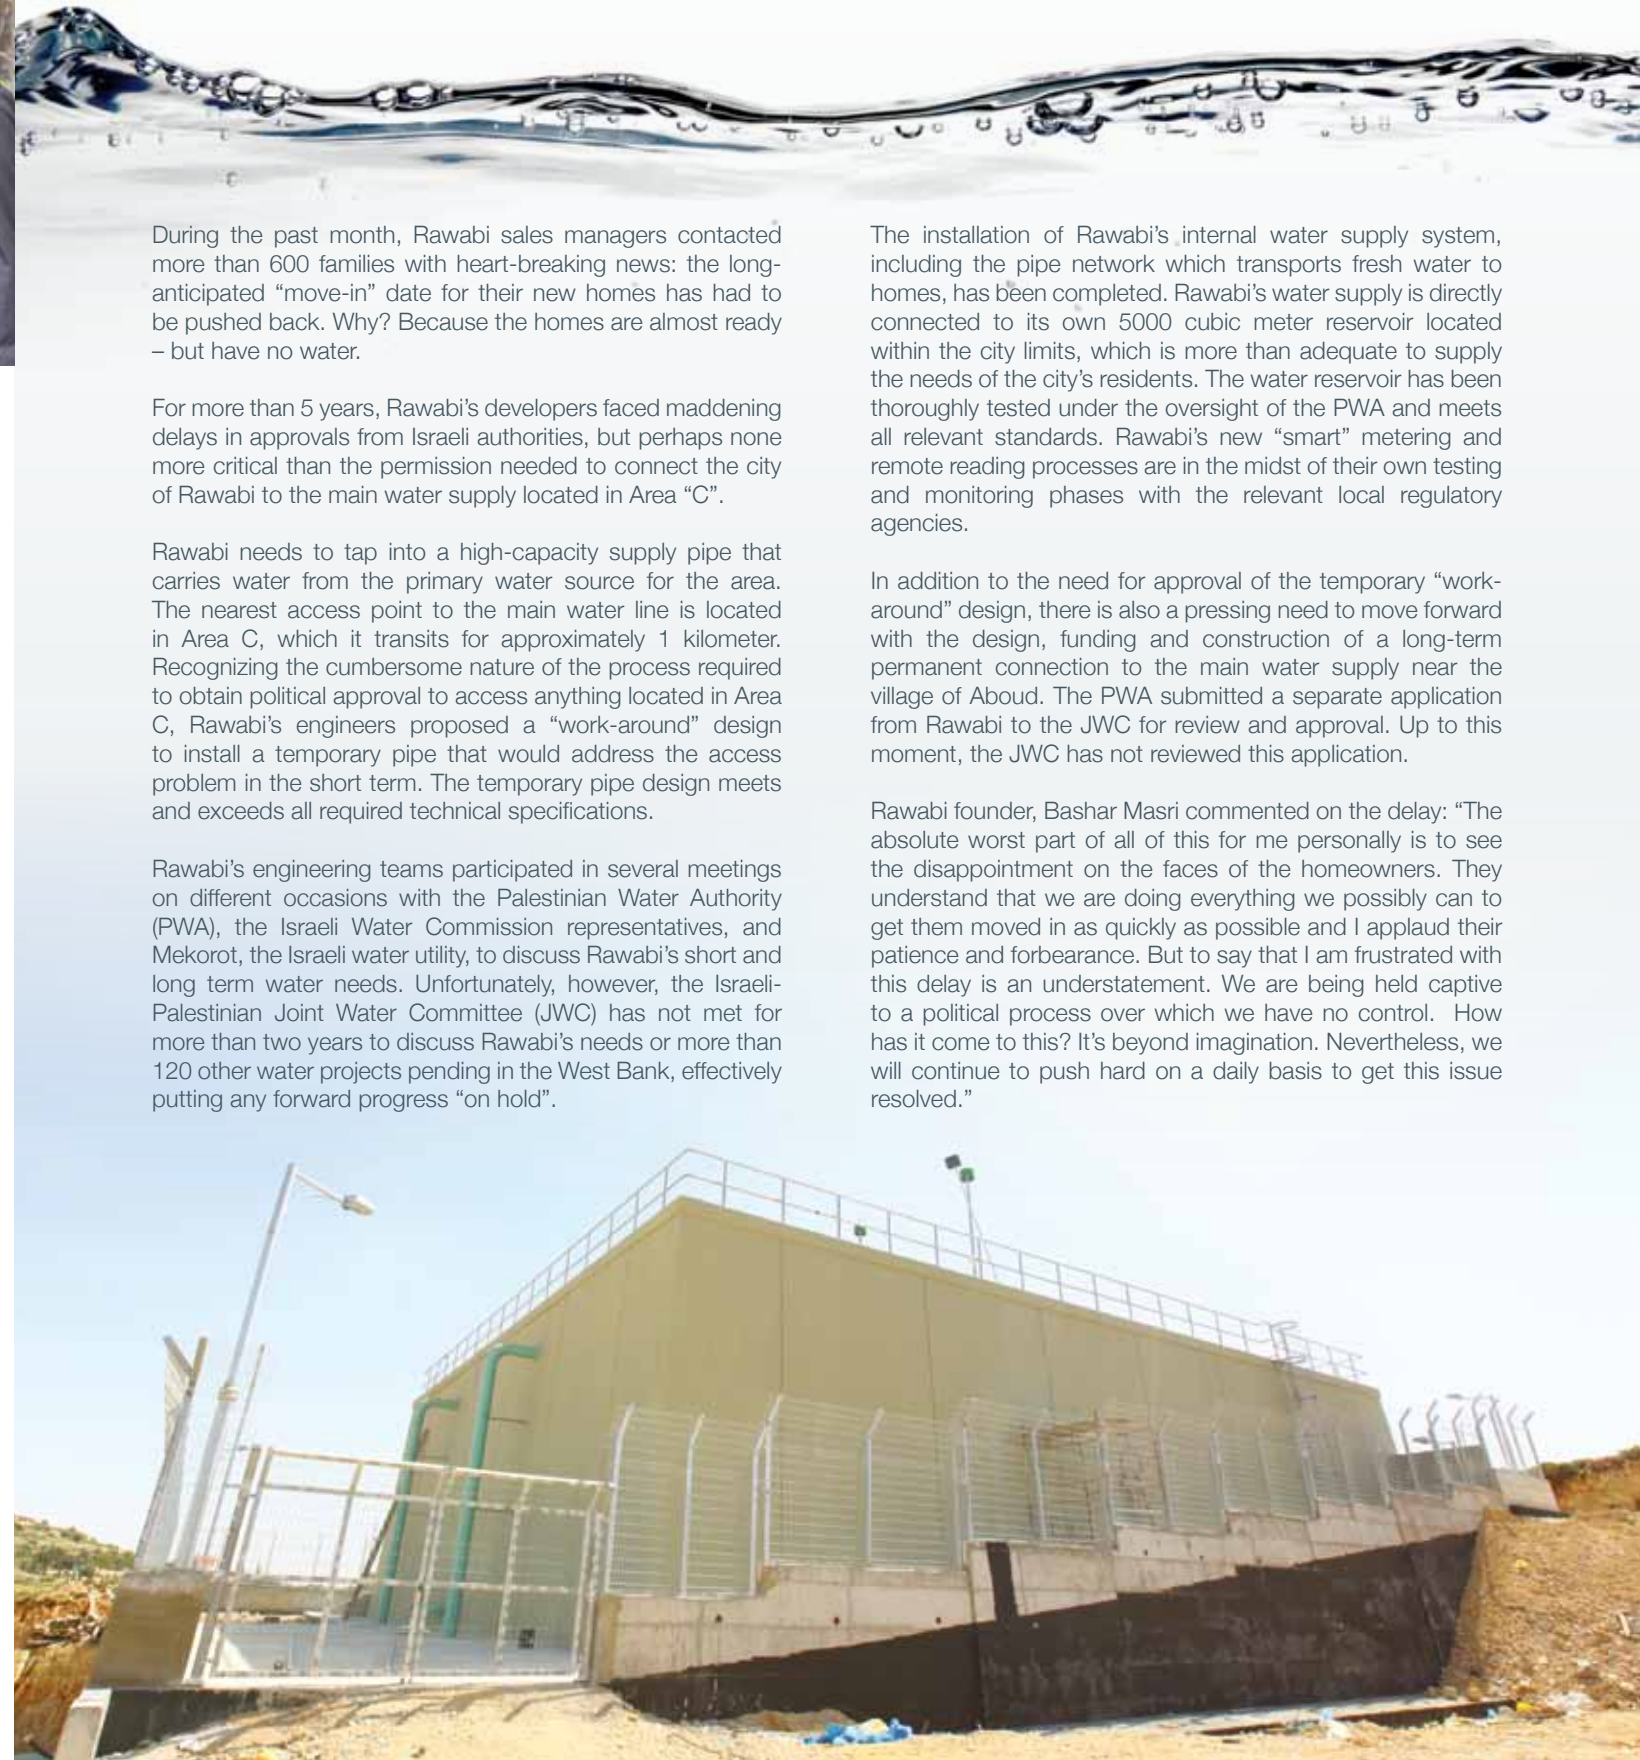 During the past month, Rawabi sales managers contacted
more than 600 families with heart-breaking news: the long-
anticipated “move-in” date for their new homes has had to
be pushed back. Why? Because the homes are almost ready
– but have no water.
For more than 5 years, Rawabi’s developers faced maddening
delays in approvals from Israeli authorities, but perhaps none
more critical than the permission needed to connect the city
of Rawabi to the main water supply located in Area “C”.
Rawabi needs to tap into a high-capacity supply pipe that
carries water from the primary water source for the area.
The nearest access point to the main water line is located
in Area C, which it transits for approximately 1 kilometer.
Recognizing the cumbersome nature of the process required
to obtain political approval to access anything located in Area
C, Rawabi’s engineers proposed a “work-around” design
to install a temporary pipe that would address the access
problem in the short term. The temporary pipe design meets
and exceeds all required technical specifications.
Rawabi’s engineering teams participated in several meetings
on different occasions with the Palestinian Water Authority
(PWA), the Israeli Water Commission representatives, and
Mekorot, the Israeli water utility, to discuss Rawabi’s short and
long term water needs. Unfortunately, however, the Israeli-
Palestinian Joint Water Committee (JWC) has not met for
more than two years to discuss Rawabi’s needs or more than
120 other water projects pending in the West Bank, effectively
putting any forward progress “on hold”.
The installation of Rawabi’s internal water supply system,
including the pipe network which transports fresh water to
homes, has been completed. Rawabi’s water supply is directly
connected to its own 5000 cubic meter reservoir located
within the city limits, which is more than adequate to supply
the needs of the city’s residents. The water reservoir has been
thoroughly tested under the oversight of the PWA and meets
all relevant standards. Rawabi’s new “smart” metering and
remote reading processes are in the midst of their own testing
and monitoring phases with the relevant local regulatory
agencies.
In addition to the need for approval of the temporary “work-
around” design, there is also a pressing need to move forward
with the design, funding and construction of a long-term
permanent connection to the main water supply near the
village of Aboud. The PWA submitted a separate application
from Rawabi to the JWC for review and approval. Up to this
moment, the JWC has not reviewed this application.
Rawabi founder, Bashar Masri commented on the delay: “The
absolute worst part of all of this for me personally is to see
the disappointment on the faces of the homeowners. They
understand that we are doing everything we possibly can to
get them moved in as quickly as possible and I applaud their
patience and forbearance. But to say that I am frustrated with
this delay is an understatement. We are being held captive
to a political process over which we have no control. How
has it come to this? It’s beyond imagination. Nevertheless, we
will continue to push hard on a daily basis to get this issue
resolved.”